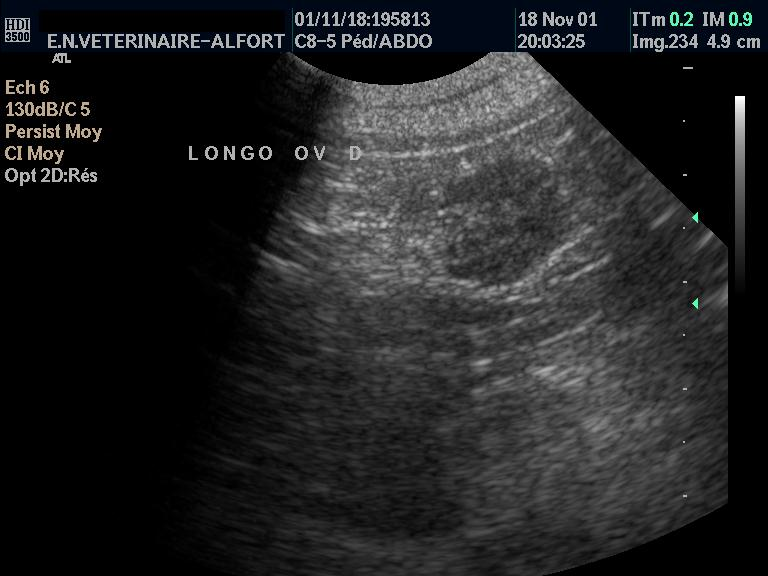 HDI 3500
E.N.VETERINAIRE-ALFORT
ATL
01/11/18:195813
C8-5 Péd/ABDO
18 Nov 01
20:03:25
ITm 0.2 IM 0.9
Img.234 4.9 cm
Ech 6
130dB/C 5
Persist Moy
CI Moy
Opt 2D:Rés
LONGO OV D